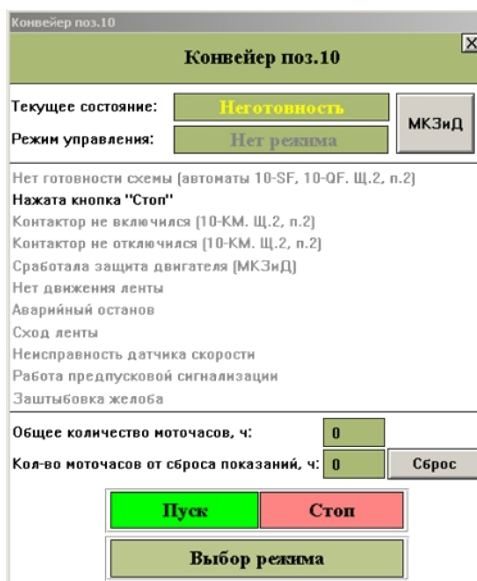 Конвейер поз.10
X
Конвейер поз.10
Текущее состояние: Неготовность
МКЗиД
Режим управления: Нет режима
Нет готовности схемы (автоматы 10-SF, 10-QF. Щ.2, п.2)
Нажата кнопка "Стоп"
Контактор не включился (10-КМ. Щ.2, п.2)
Контактор не отключился (10-КМ. Щ.2, п.2)
Сработала защита двигателя (МКЗиД)
Нет движения ленты
Аварийный останов
Сход ленты
Неисправность датчика скорости
Работа предпусковой сигнализации
Заштыбовка желоба
Общее количество моточасов, ч: 0
Кол-во моточасов от сброса показаний, ч: 0 Сброс
Пуск Стоп
Выбор режима